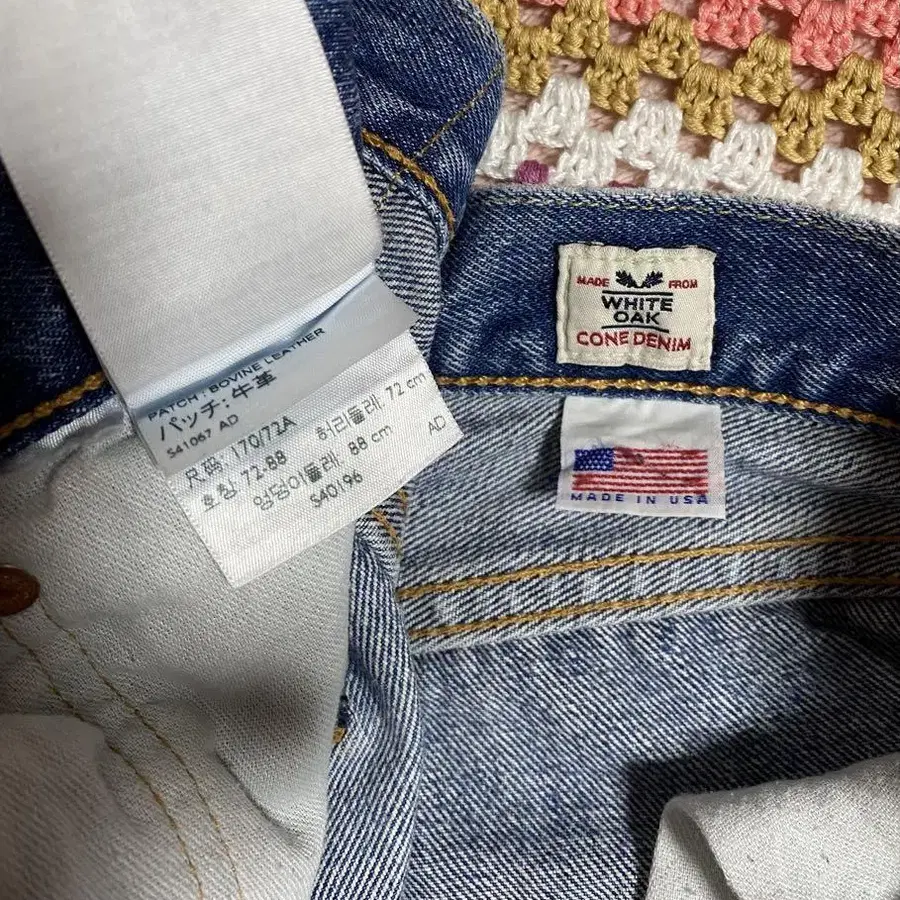 PATCH : BOVINE LEATHER
パッチ：牛革
S41067 AD
尺碼: 170/72A 허리둘레: 72 cm
호칭 72-88 엉덩이둘레: 88 cm
S40196 AD
MADE FROM
WHITE
OAK
CONE DENIM
MADE IN USA